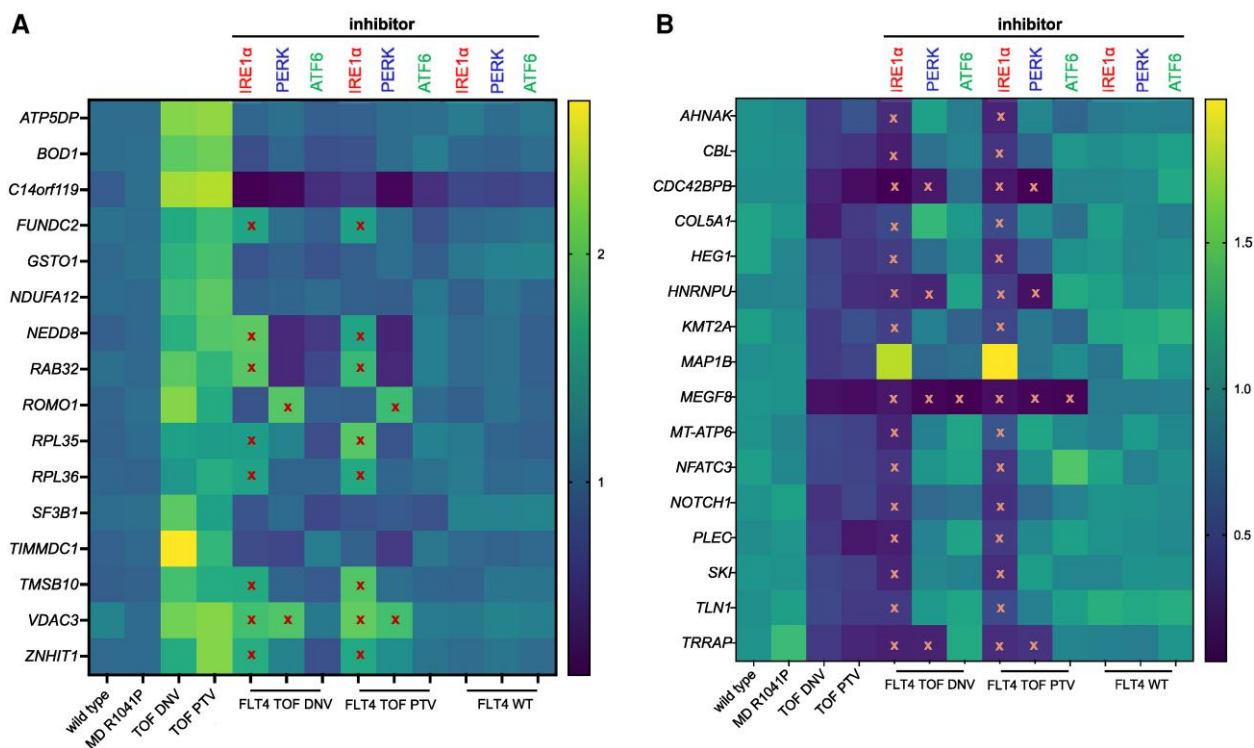 A
inhibitor
IRE1α PERK ATF6 IRE1α PERK ATF6 IRE1α PERK ATF6
ATP5DP
BOD1
C14orf119
FUNDC2
x x
GSTO1
NDUFA12
NEDD8
x x
RAB32
x x
ROMO1
x x
RPL35
x x
RPL36
x x
SF3B1
TIMMDC1
TMSB10
x x
VDAC3
x x x x
ZNHIT1
x x
2
1
wild type MD R1041P TOF DNV TOF PTV FLT4 TOF DNV FLT4 TOF PTV FLT4 WT
B
inhibitor
IRE1α PERK ATF6 IRE1α PERK ATF6 IRE1α PERK ATF6
AHNAK
x x
CBL
x x
CDC42BPB
x x x x
COL5A1
x x
HEG1
x x
HNRNPU
x x x x
KMT2A
x x
MAP1B
MEGF8
x x x x x x
MT-ATP6
x x
NFATC3
x x
NOTCH1
x x
PLEC
x x
SKI
x x
TLN1
x x
TRRAP
x x x x
1.5
1.0
0.5
wild type MD R1041P TOF DNV TOF PTV FLT4 TOF DNV FLT4 TOF PTV FLT4 WT